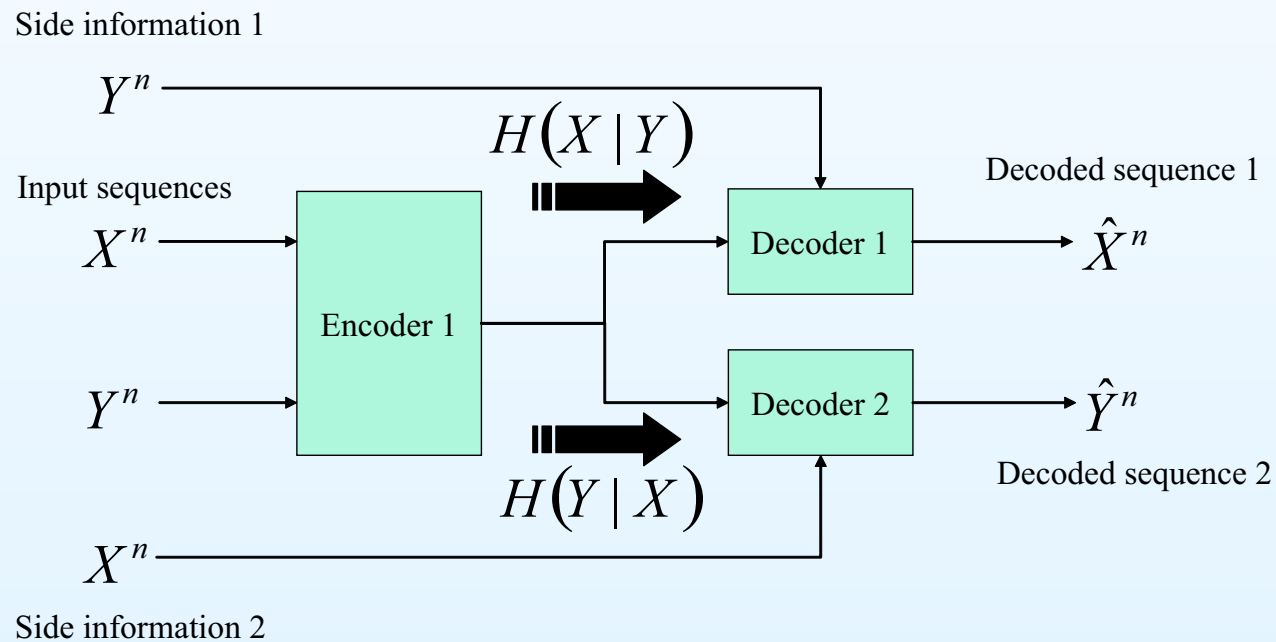 Side information 1
Yⁿ
H(X | Y)
Decoded sequence 1
Input sequences
Xⁿ
Decoder 1
X̂ⁿ
Encoder 1
Yⁿ
Decoder 2
Ŷⁿ
Decoded sequence 2
H(Y | X)
Xⁿ
Side information 2